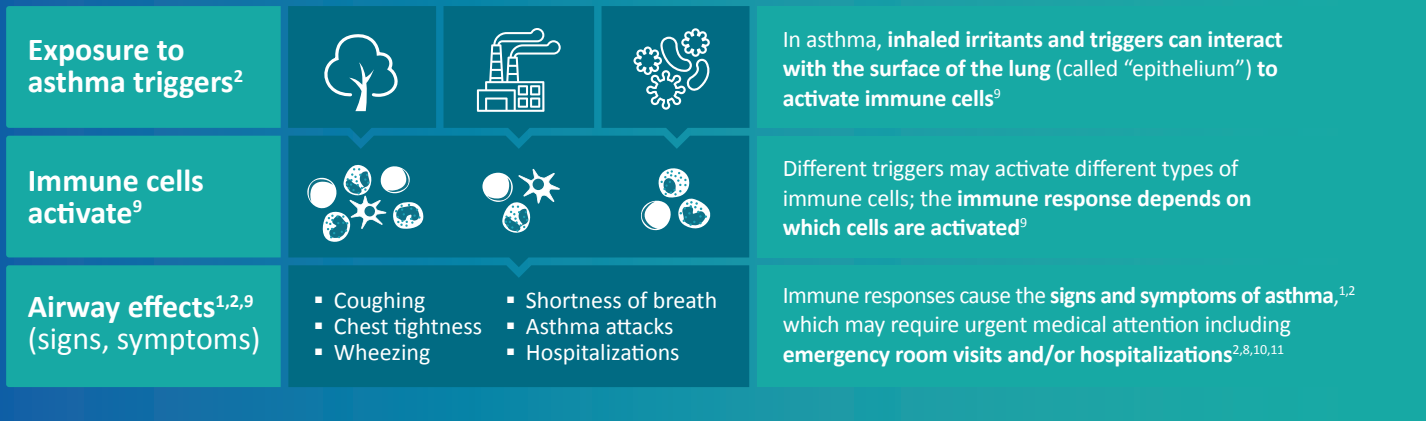 Exposure to
asthma triggers2
In asthma, inhaled irritants and triggers can interact
with the surface of the lung (called “epithelium”) to
activate immune cells9
Immune cells
activate9
Different triggers may activate different types of
immune cells; the immune response depends on
which cells are activated9
Airway effects1,2,9
(signs, symptoms)
▪ Coughing
▪ Chest tightness
▪ Wheezing
▪ Shortness of breath
▪ Asthma attacks
▪ Hospitalizations
Immune responses cause the signs and symptoms of asthma,1,2
which may require urgent medical attention including
emergency room visits and/or hospitalizations2,8,10,11